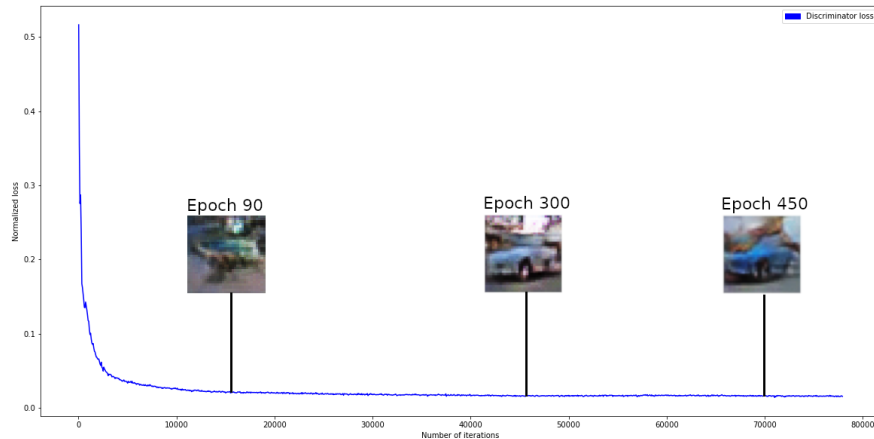 Discriminator loss
0.5
0.4
0.3
0.2
0.1
0.0
Normalized loss
Epoch 90
Epoch 300
Epoch 450
0
10000
20000
30000
40000
50000
60000
70000
80000
Number of iterations